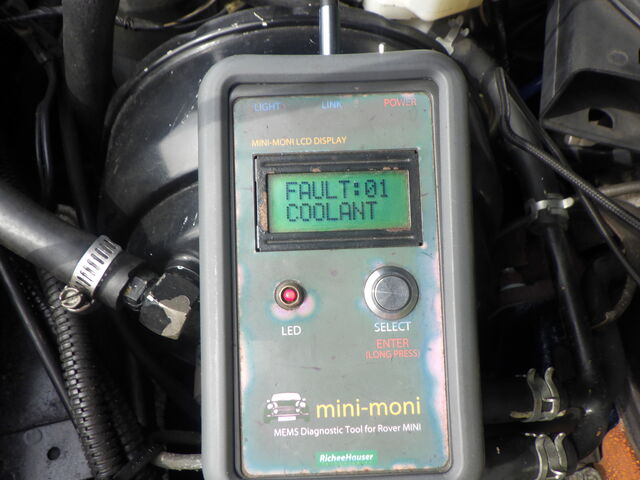 LIGHT LINK POWER
MINI-MONI LCD DISPLAY
FAULT:01
COOLANT
LED SELECT
ENTER
(LONG PRESS)
mini-moni
MEMS Diagnostic Tool for Rover MINI
RicheeHouser